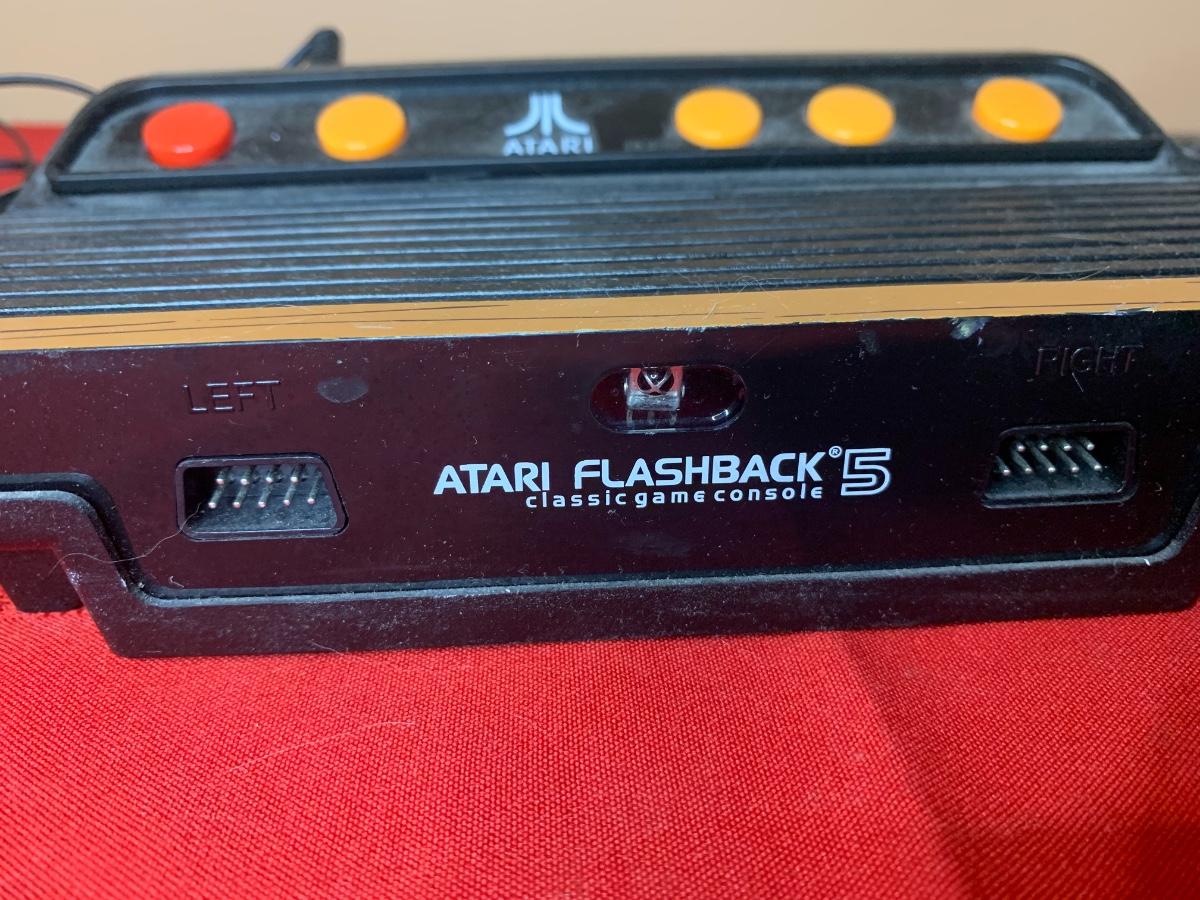 ATARI
LEFT
RIGHT
ATARI FLASHBACK® 5
classic game console